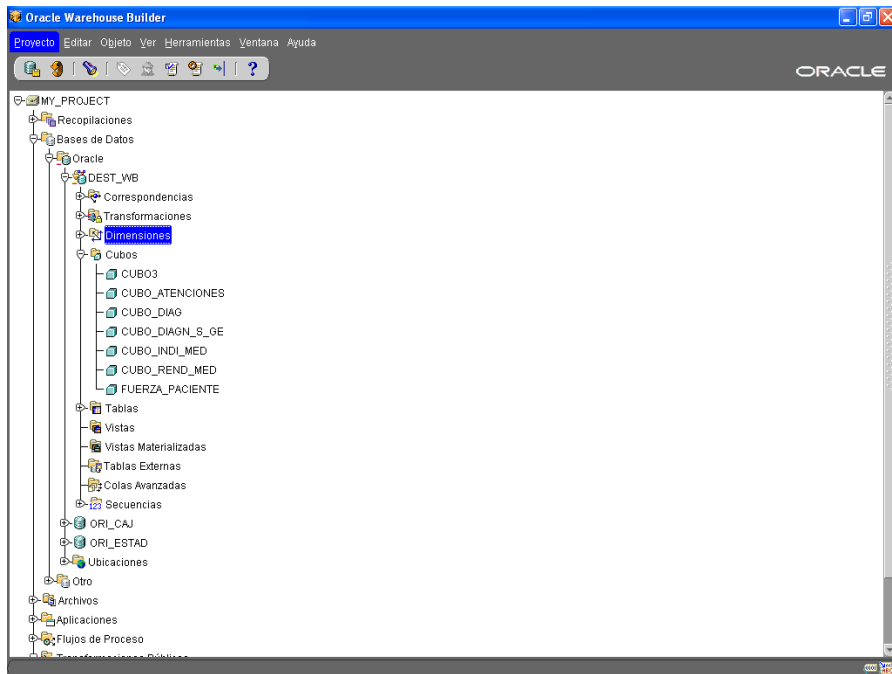 Oracle Warehouse Builder
Proyecto Editar Objeto Ver Herramientas Ventana Ayuda
ORACLE
MY_PROJECT
Recopilaciones
Bases de Datos
Oracle
DEST_WB
Correspondencias
Transformaciones
Dimensiones
Cubos
CUBO3
CUBO_ATENCIONES
CUBO_DIAG
CUBO_DIAGN_S_GE
CUBO_INDI_MED
CUBO_REND_MED
FUERZA_PACIENTE
Tablas
Vistas
Vistas Materializadas
Tablas Externas
Colas Avanzadas
123 Secuencias
ORI_CAJ
ORI_ESTAD
Ubicaciones
Otro
Archivos
Aplicaciones
Flujos de Proceso